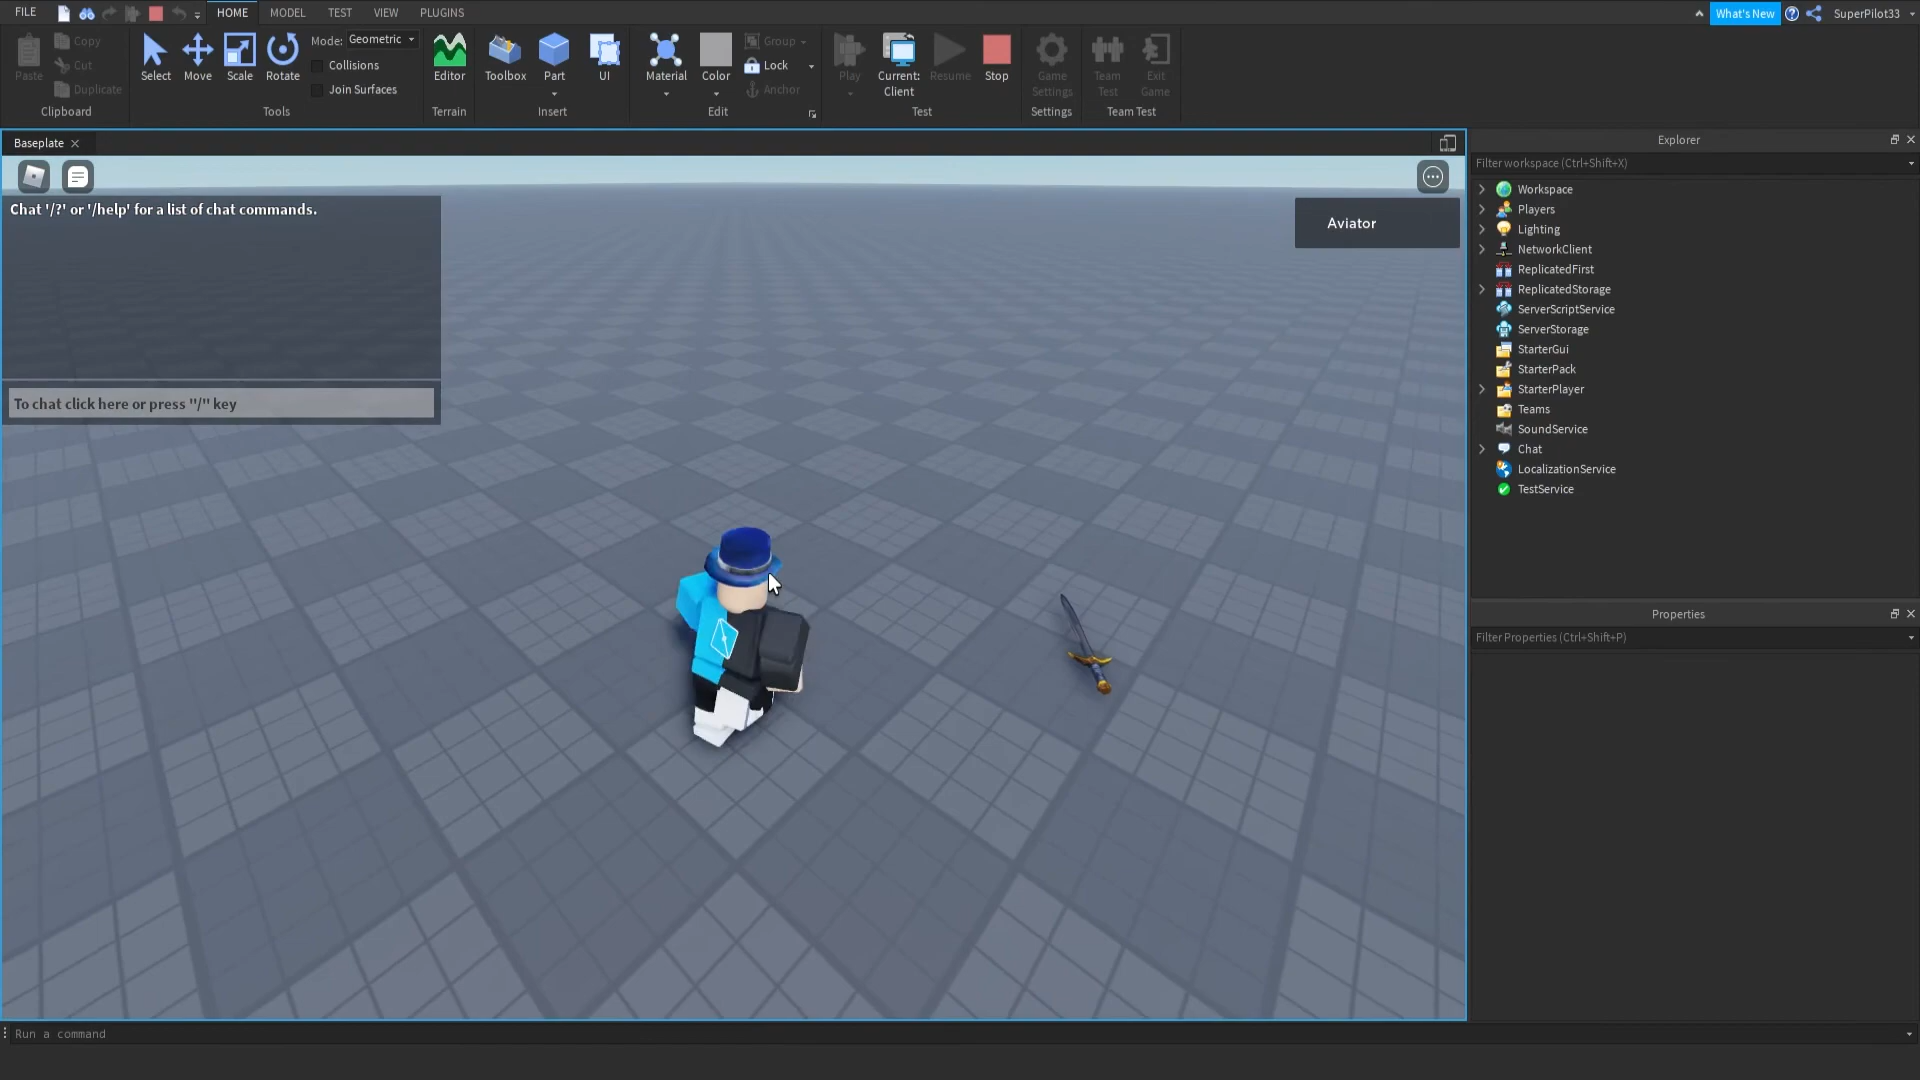 FILE
HOME
MODEL
TEST
VIEW
PLUGINS
What's New
SuperPilot33
Paste
Copy
Cut
Duplicate
Clipboard
Select
Move
Scale
Rotate
Mode: Geometric
Collisions
Join Surfaces
Tools
Editor
Terrain
Toolbox
Part
UI
Insert
Material
Color
Group
Lock
Anchor
Edit
Play
Current:
Client
Resume
Stop
Test
Game
Settings
Settings
Team
Test
Exit
Game
Team Test
Baseplate
Chat '/?' or '/help' for a list of chat commands.
To chat click here or press "/" key
Aviator
Explorer
Filter workspace (Ctrl+Shift+X)
Workspace
Players
Lighting
NetworkClient
ReplicatedFirst
ReplicatedStorage
ServerScriptService
ServerStorage
StarterGui
StarterPack
StarterPlayer
Teams
SoundService
Chat
LocalizationService
TestService
Properties
Filter Properties (Ctrl+Shift+P)
Run a command